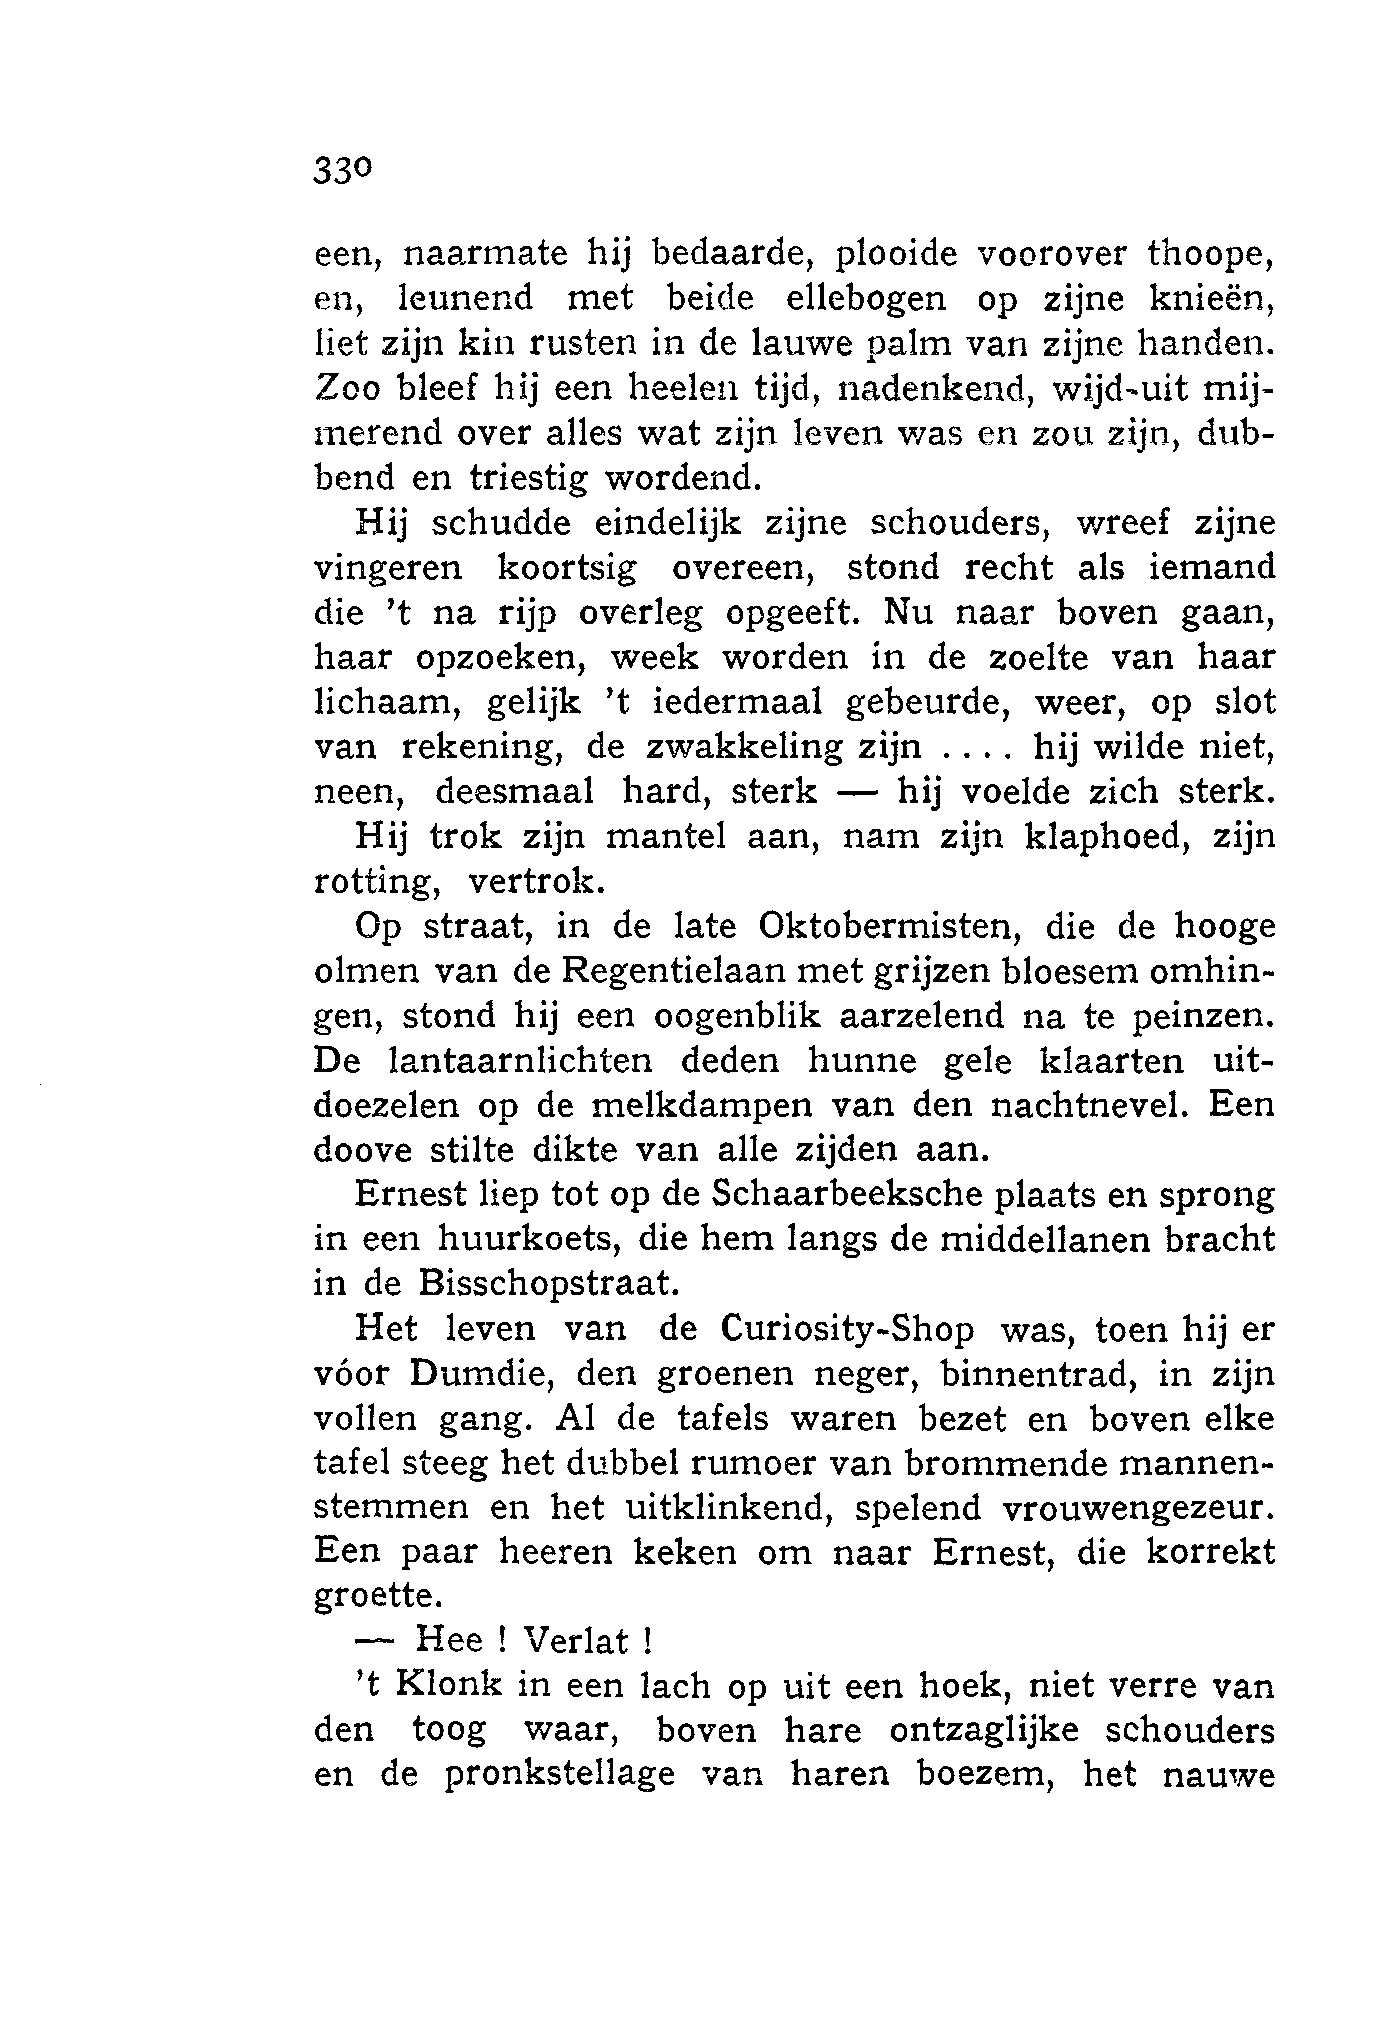 330
een, naarmate hij bedaarde, plooide voorover thoope,
en, leunend met beide ellebogen op zijne knieën,
liet zijn kin rusten in de lauwe palm van zijne handen.
Zoo bleef hij een heelen tijd, nadenkend, wijd-uit mij-
merend over alles wat zijn leven was en zou zijn, dub-
bend en triestig wordend.
Hij schudde eindelijk zijne schouders, wreef zijne
vingeren koortsig overeen, stond recht als iemand
die 't na rijp overleg opgeeft. Nu naar boven gaan,
haar opzoeken, week worden in de zoelte van haar
lichaam, gelijk 't iedermaal gebeurde, weer, op slot
van rekening, de zwakkeling zijn .... hij wilde niet,
neen, deesmaal hard, sterk — hij voelde zich sterk.
Hij trok zijn mantel aan, nam zijn klaphoed, zijn
rotting, vertrok.
Op straat, in de late Oktobermisten, die de hooge
olmen van de Regentielaan met grijzen bloesem omhin-
gen, stond hij een oogenblik aarzelend na te peinzen.
De lantaarnlichten deden hunne gele klaarten uit-
doezelen op de melkdampen van den nachtnevel. Een
doove stilte dikte van alle zijden aan.
Ernest liep tot op de Schaarbeeksche plaats en sprong
in een huurkoets, die hem langs de middellanen bracht
in de Bisschopstraat.
Het leven van de Curiosity-Shop was, toen hij er
vóor Dumdie, den groenen neger, binnentrad, in zijn
vollen gang. Al de tafels waren bezet en boven elke
tafel steeg het dubbel rumoer van brommende mannen-
stemmen en het uitklinkend, spelend vrouwengezeur.
Een paar heeren keken om naar Ernest, die korrekt
groette.
— Hee ! Verlat !
't Klonk in een lach op uit een hoek, niet verre van
den toog waar, boven hare ontzaglijke schouders
en de pronkstellage van haren boezem, het nauwe